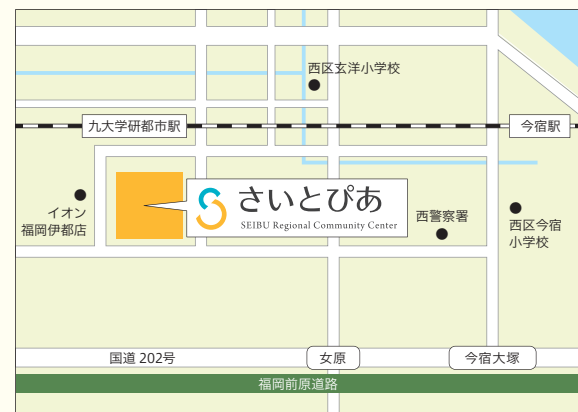 西区玄洋小学校
九大学研都市駅
今宿駅
さいとぴあ
SEIBU Regional Community Center
イオン
福岡伊都店
西警察署
西区今宿
小学校
国道 202号
女原
今宿大塚
福岡前原道路